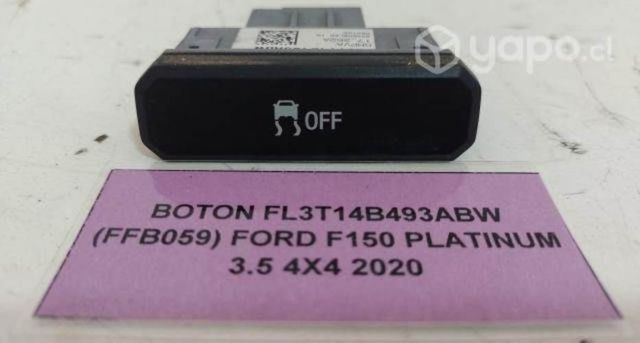 yapo.cl
OFF
BOTON FL3T14B493ABW
(FFB059) FORD F150 PLATINUM
3.5 4X4 2020